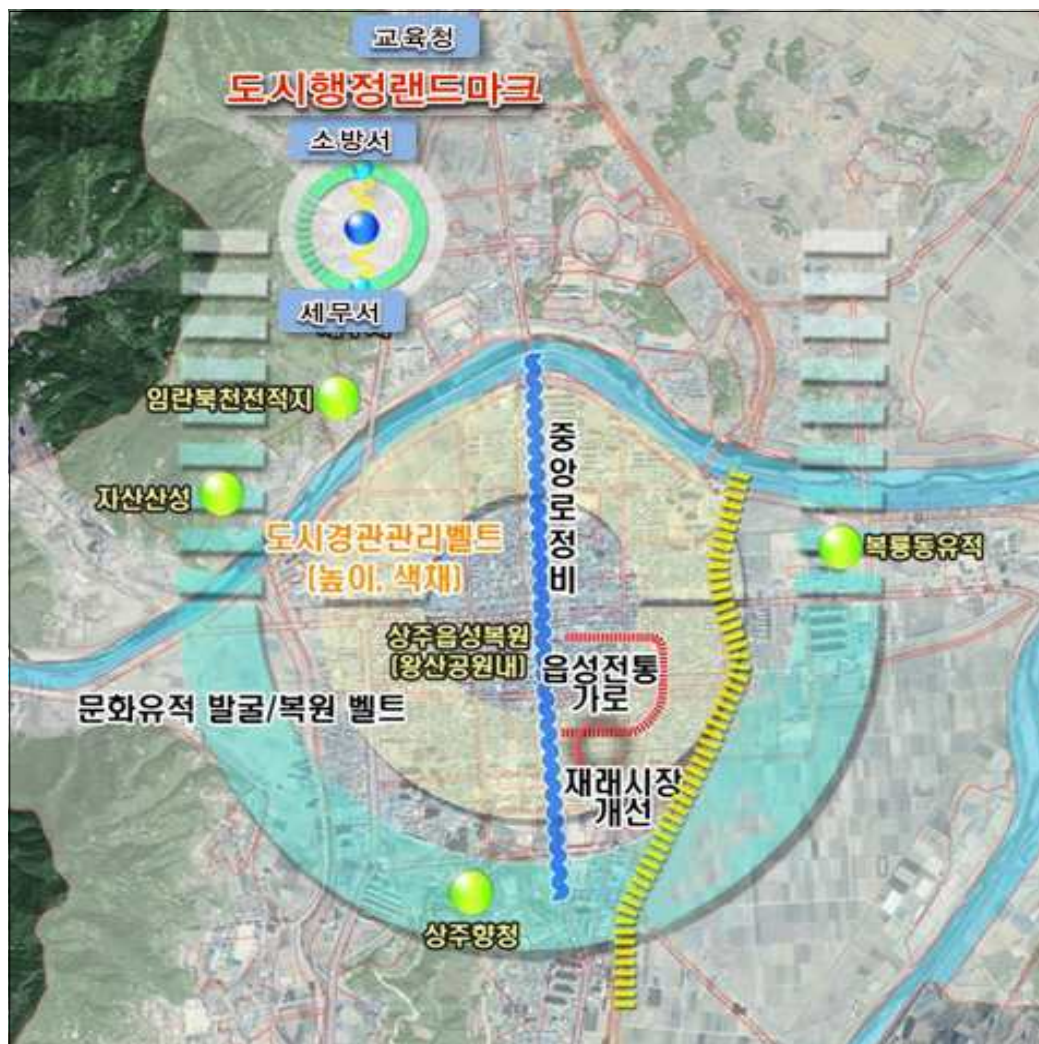 교육청
도시행정랜드마크
소방서
세무서
임란북천전적지
중앙로정비
자산산성
도시경관관리벨트
(높이, 색채)
복룡동유적
상주읍성복원
(왕산공원내)
읍성전통
가로
문화유적 발굴/복원 벨트
재래시장
개선
상주향청